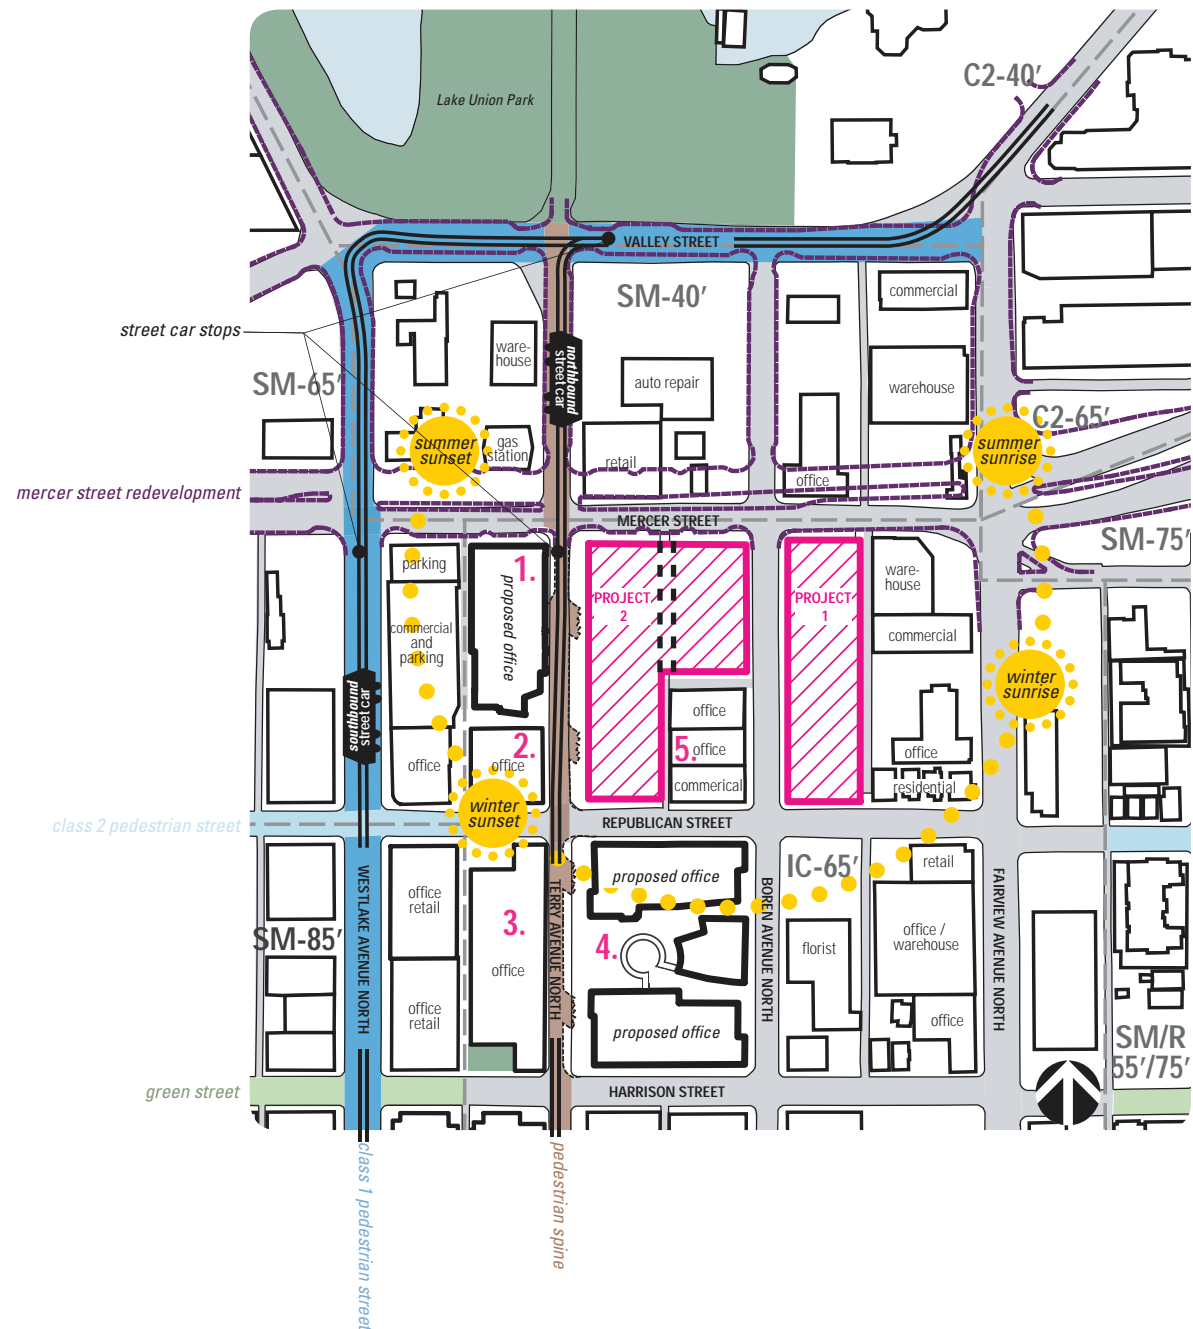 C2-40'
Lake Union Park
VALLEY STREET
commercial
SM-40'
street car stops
ware-
house
northbound
street car
auto repair
warehouse
SM-65'
C2-65'
summer
sunset
gas
station
retail
summer
sunrise
office
mercer street redevelopment
MERCER STREET
SM-75'
parking
1.
proposed office
PROJECT
2
PROJECT
1
ware-
house
commercial
and
parking
commercial
winter
sunrise
southbound
street car
office
2.
office
office
5.
office
commerical
office
residential
winter
sunset
class 2 pedestrian street
REPUBLICAN STREET
proposed office
IC-65'
retail
WESTLAKE AVENUE NORTH
TERRY AVENUE NORTH
BOREN AVENUE NORTH
FAIRVIEW AVENUE NORTH
office
retail
3.
SM-85'
4.
florist
office /
warehouse
office
office
retail
proposed office
office
SM/R
55'/75'
green street
HARRISON STREET
class 1 pedestrian street
pedestrian spine